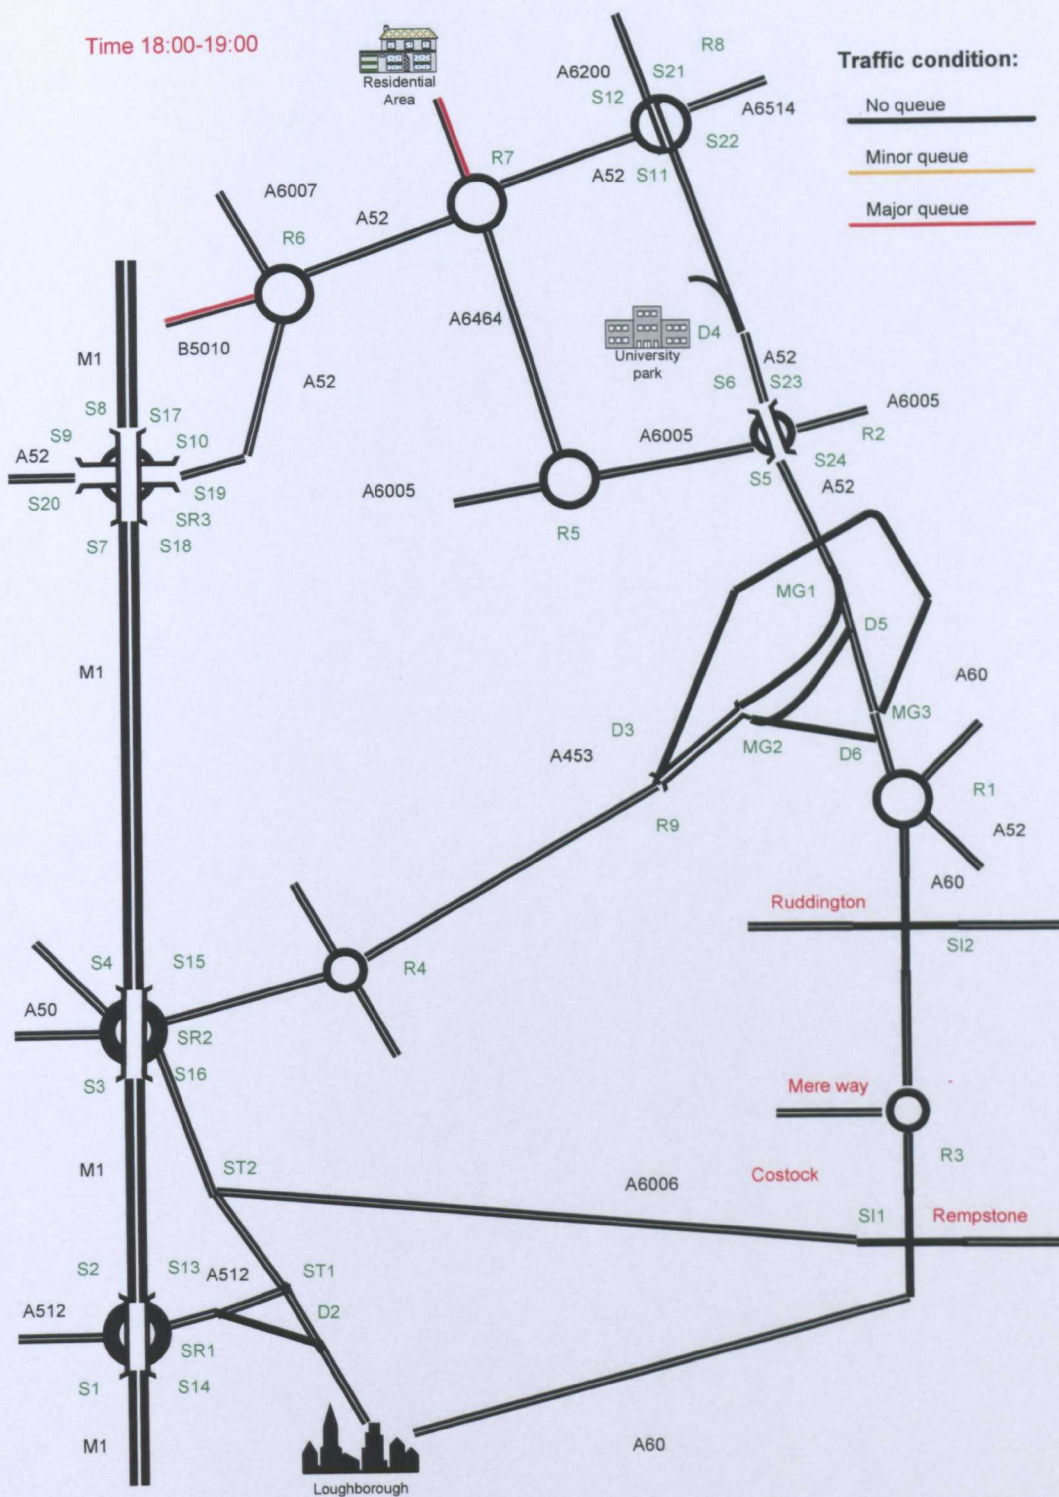 Time 18:00-19:00
Residential
Area
R8
A6200
S21
S12
A6514
S22
R7
A52
S11
Traffic condition:
No queue
Minor queue
Major queue
A6007
A52
R6
A6464
B5010
M1
A52
University
park
D4
A52
S6
S23
A6005
R2
A6005
S24
S5
A52
S8
S17
S9
S10
A52
S20
S19
SR3
S7
S18
A6005
R5
MG1
D5
M1
A60
MG3
D3
MG2
D6
A453
R1
R9
A52
A60
Ruddington
SI2
S4
S15
R4
A50
SR2
S3
S16
Mere way
R3
M1
ST2
A6006
Costock
SI1
Rempstone
S2
S13
A512
ST1
A512
D2
SR1
S1
S14
M1
A60
Loughborough